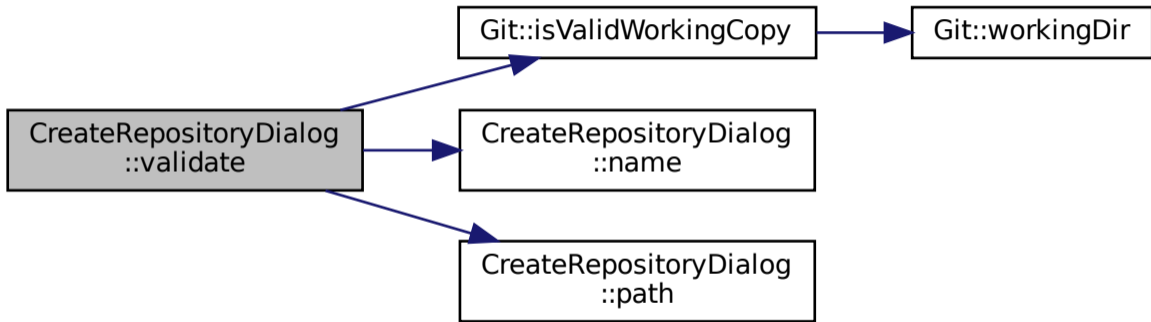 Git::isValidWorkingCopy
Git::workingDir
CreateRepositoryDialog
::validate
CreateRepositoryDialog
::name
CreateRepositoryDialog
::path